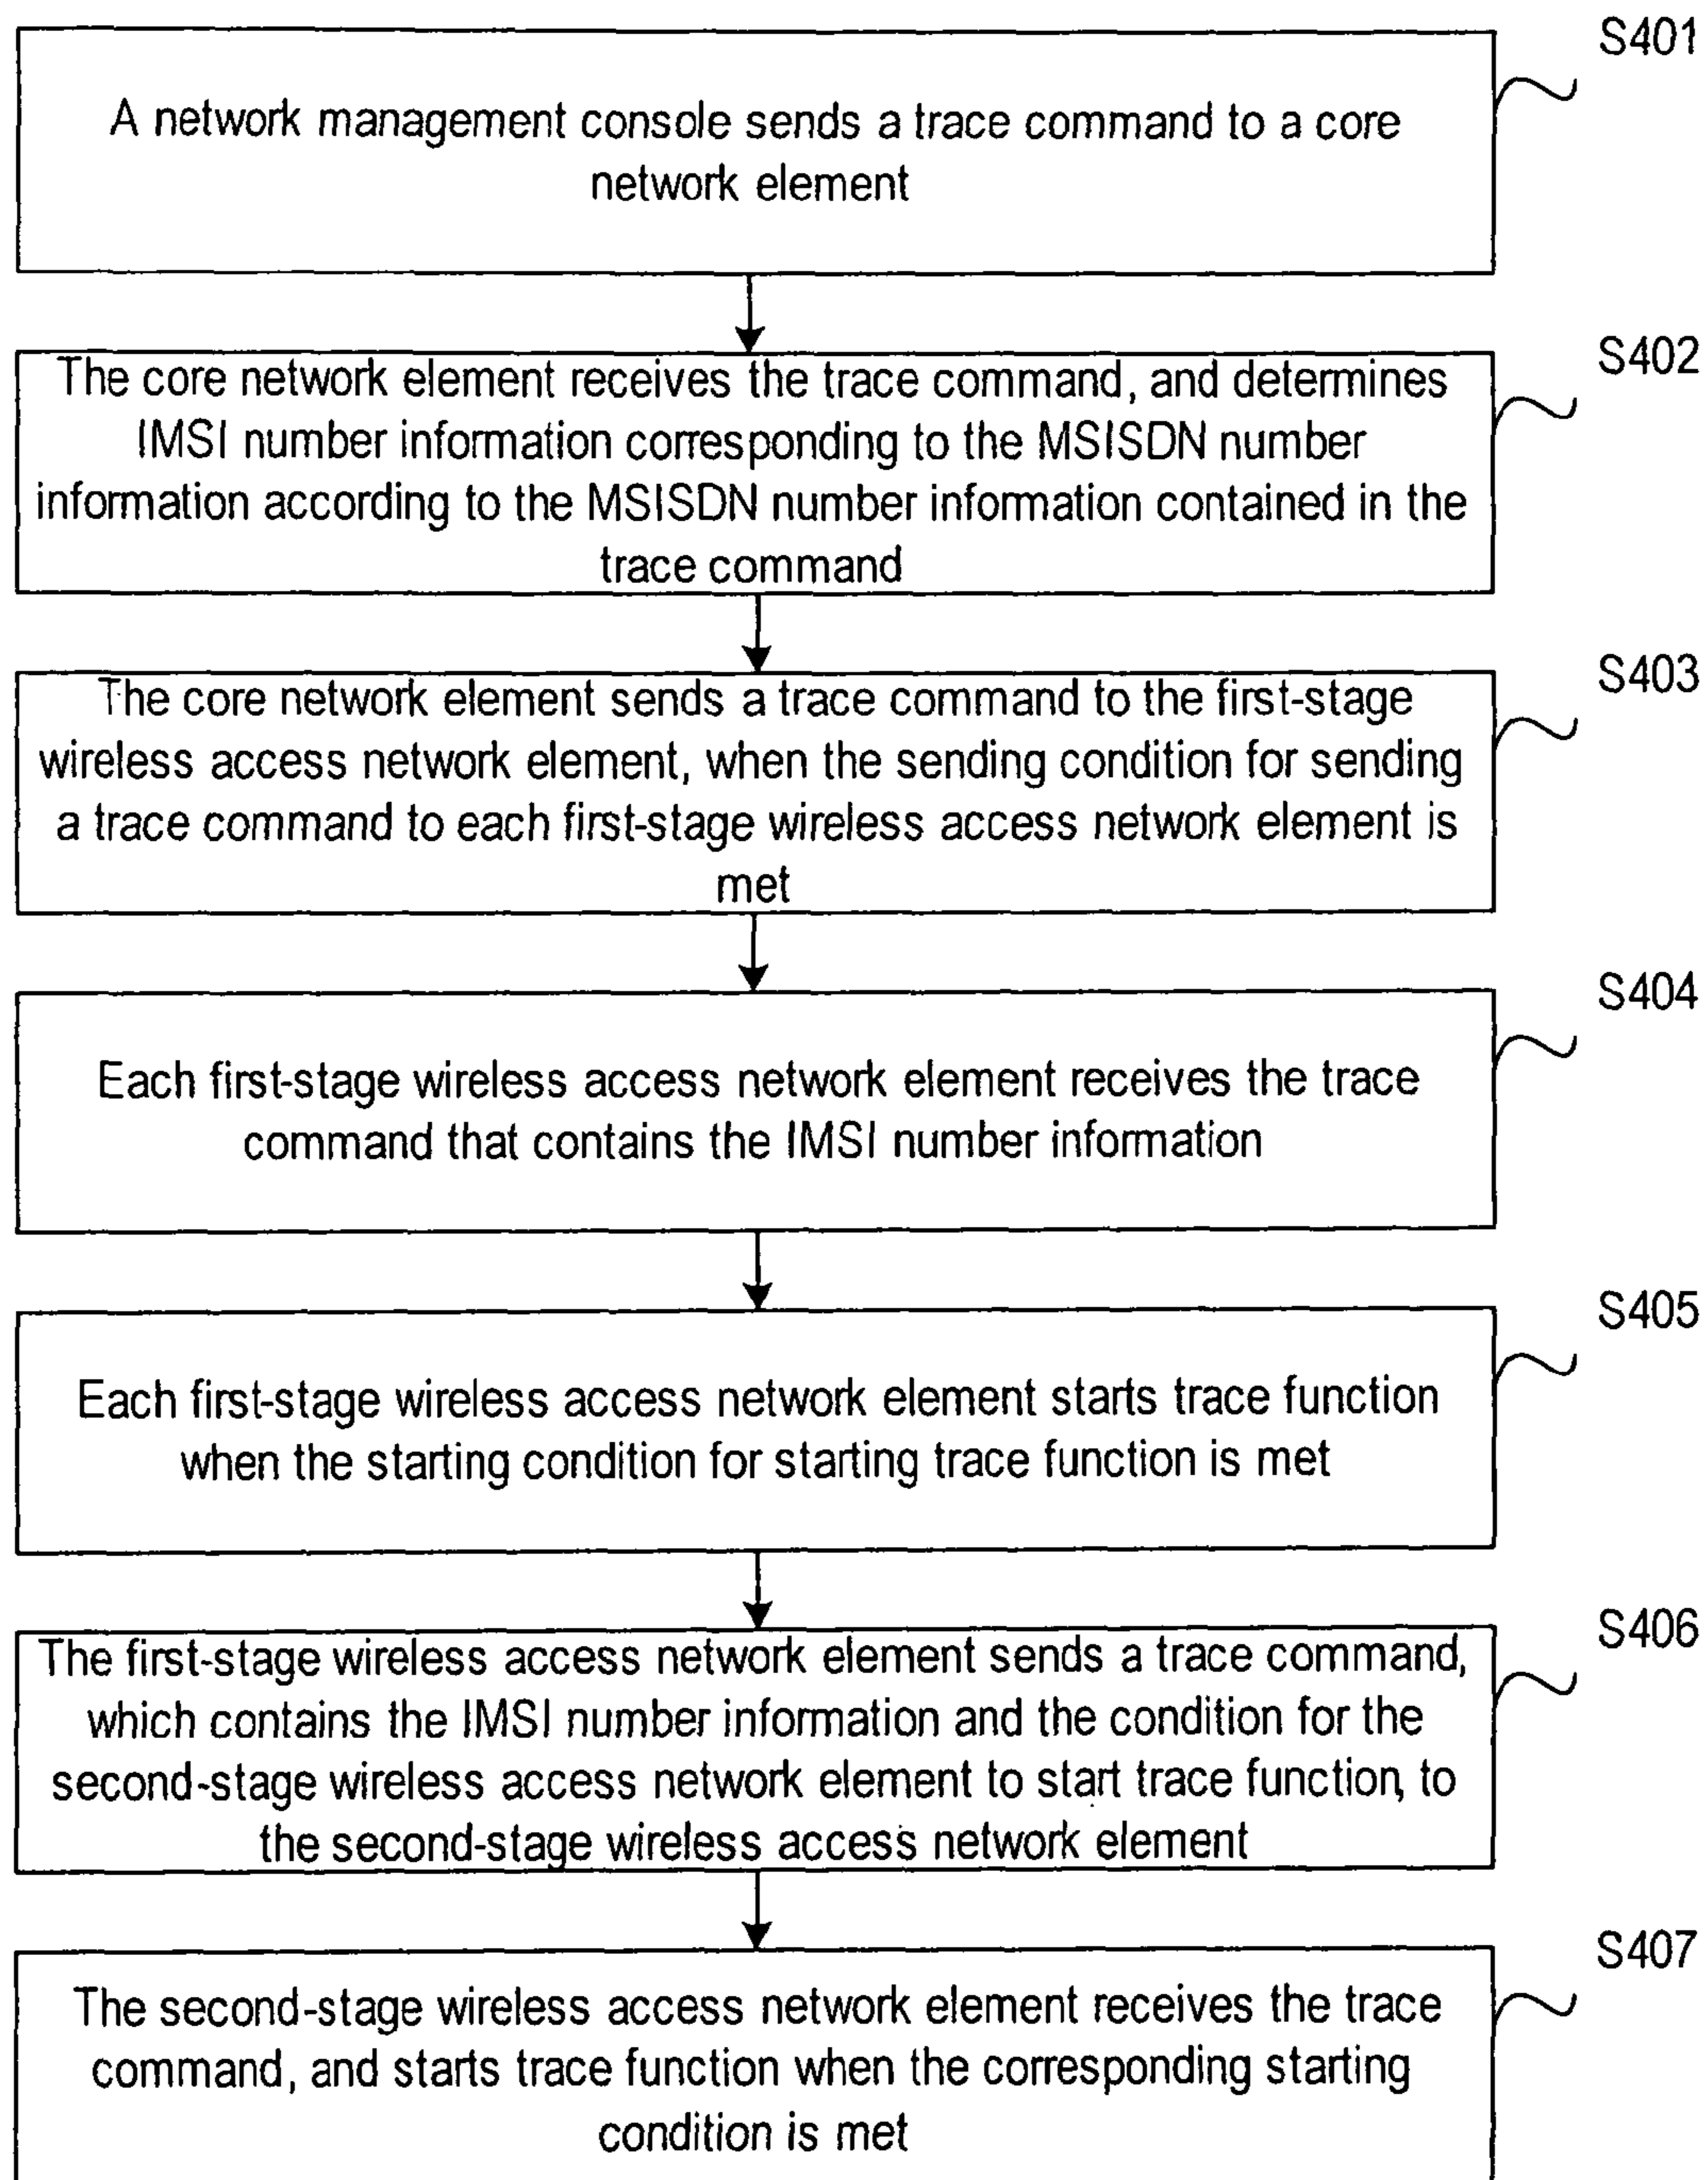 S401
A network management console sends a trace command to a core
network element
S402
The core network element receives the trace command, and determines
IMSI number information corresponding to the MSISDN number
information according to the MSISDN number information contained in the
trace command
S403
The core network element sends a trace command to the first-stage
wireless access network element, when the sending condition for sending
a trace command to each first-stage wireless access network element is
met
S404
Each first-stage wireless access network element receives the trace
command that contains the IMSI number information
S405
Each first-stage wireless access network element starts trace function
when the starting condition for starting trace function is met
S406
The first-stage wireless access network element sends a trace command,
which contains the IMSI number information and the condition for the
second-stage wireless access network element to start trace function, to
the second-stage wireless access network element
S407
The second-stage wireless access network element receives the trace
command, and starts trace function when the corresponding starting
condition is met